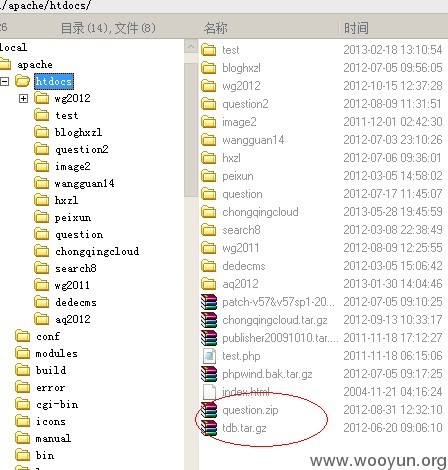 /apache/htdocs/
26 目录(14),文件(8) 名称 时间
local
apache
htdocs
wg2012
test
bloghxzl
question2
image2
wangguan14
hxzl
peixun
question
chongqingcloud
search8
wg2011
dedecms
aq2012
conf
modules
build
error
cgi-bin
icons
manual
bin
test 2013-02-18 13:10:54
bloghxzl 2012-07-05 09:56:05
wg2012 2012-10-15 12:37:28
question2 2012-08-09 11:31:51
image2 2011-12-01 02:42:30
wangguan14 2012-07-03 23:10:26
hxzl 2012-07-06 09:36:01
peixun 2012-03-05 14:58:02
question 2012-07-17 11:45:07
chongqingcloud 2013-05-28 19:45:59
search8 2012-03-08 22:38:49
wg2011 2012-08-09 12:25:55
dedecms 2012-03-05 15:06:42
aq2012 2013-01-30 14:04:46
patch-v57&v57sp1-20... 2012-07-05 09:10:25
chongqingcloud.tar.gz 2012-09-13 10:33:17
publisher20091010.tar.... 2011-11-18 17:12:27
test.php 2011-11-18 06:15:06
phpwind.bak.tar.gz 2012-07-05 09:10:25
index.html 2004-11-21 04:16:24
question.zip 2012-08-31 12:32:10
tdb.tar.gz 2012-06-20 09:06:10
www.wooyun.org